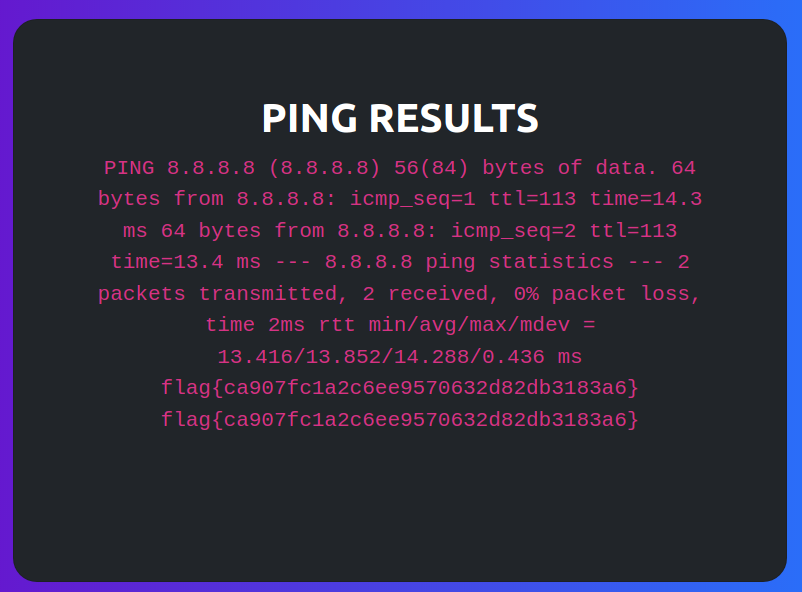 PING RESULTS
PING 8.8.8.8 (8.8.8.8) 56(84) bytes of data. 64
bytes from 8.8.8.8: icmp_seq=1 ttl=113 time=14.3
ms 64 bytes from 8.8.8.8: icmp_seq=2 ttl=113
time=13.4 ms --- 8.8.8.8 ping statistics --- 2
packets transmitted, 2 received, 0% packet loss,
time 2ms rtt min/avg/max/mdev =
13.416/13.852/14.288/0.436 ms
flag{ca907fc1a2c6ee9570632d82db3183a6}
flag{ca907fc1a2c6ee9570632d82db3183a6}